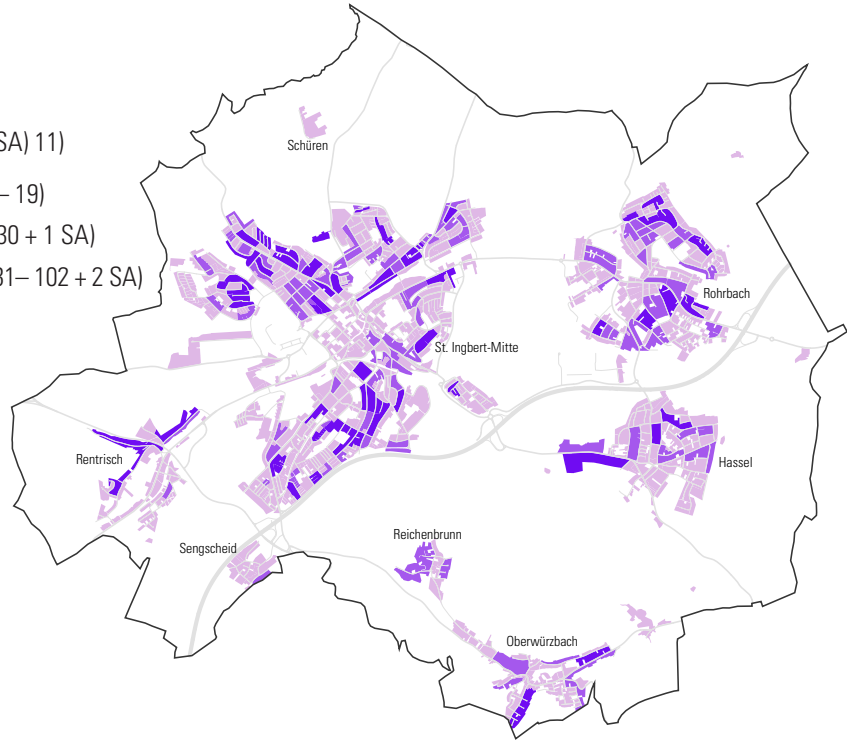 SA) 11)
– 19)
30 + 1 SA)
31– 102 + 2 SA)
Schüren
Rohrbach
St. Ingbert-Mitte
Rentrisch
Hassel
Sengscheid
Reichenbrunn
Oberwürzbach